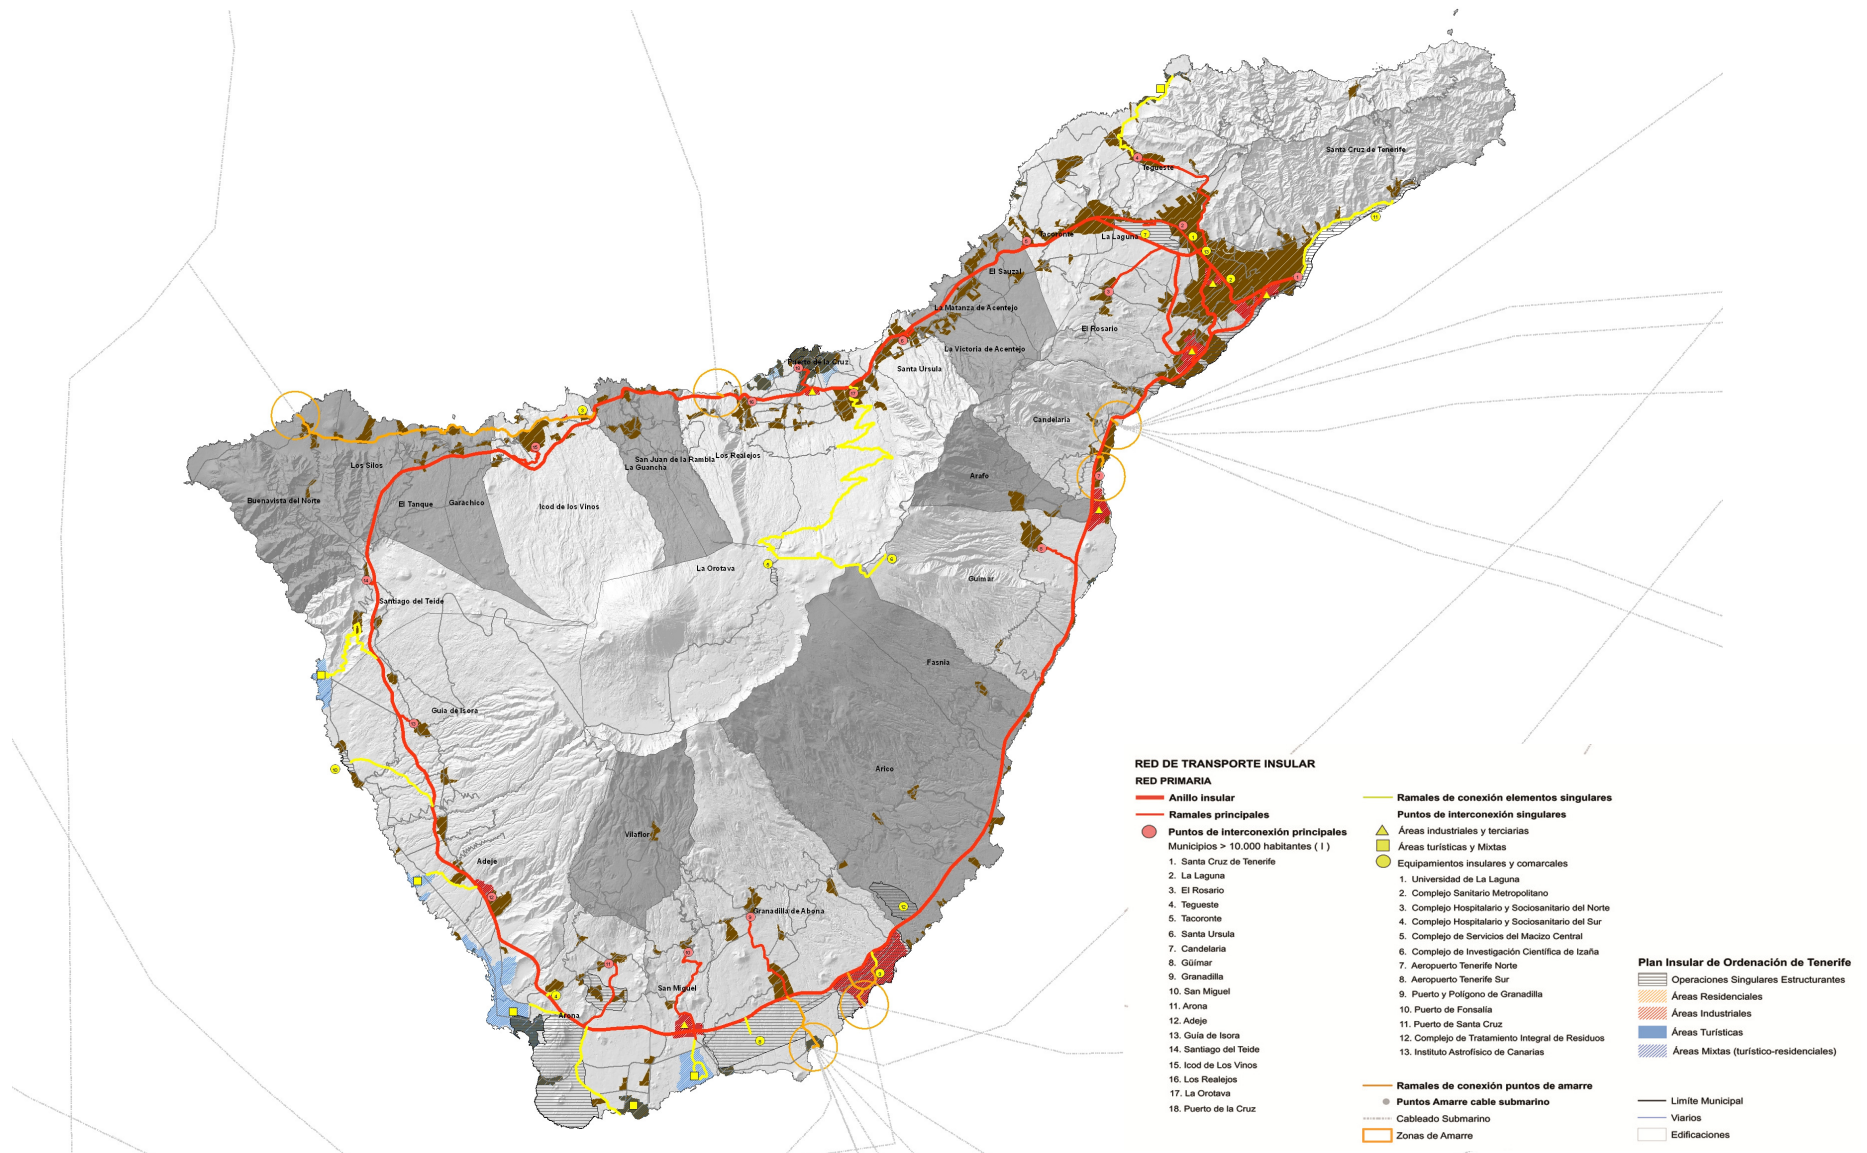 Santa Cruz de Tenerife
Tegueste
Tacoronte
La Laguna
El Sauzal
La Matanza de Acentejo
El Rosario
La Victoria de Acentejo
Puerto de la Cruz
Santa Ursula
Candelaria
San Juan de la Rambla
Los Realejos
La Guancha
Los Silos
Arafo
Buenavista del Norte
El Tanque
Garachico
Icod de los Vinos
La Orotava
Guimar
Santiago del Teide
Fasnia
Guia de Isora
Arico
Vilaflor
Adeje
Granadilla de Abona
San Miguel
Arona
RED DE TRANSPORTE INSULAR
RED PRIMARIA
Anillo insular
Ramales principales
Puntos de interconexión principales
Municipios > 10.000 habitantes ( I )
1. Santa Cruz de Tenerife
2. La Laguna
3. El Rosario
4. Tegueste
5. Tacoronte
6. Santa Ursula
7. Candelaria
8. Güímar
9. Granadilla
10. San Miguel
11. Arona
12. Adeje
13. Guía de Isora
14. Santiago del Teide
15. Icod de Los Vinos
16. Los Realejos
17. La Orotava
18. Puerto de la Cruz
Ramales de conexión elementos singulares
Puntos de interconexión singulares
Áreas industriales y terciarias
Áreas turísticas y Mixtas
Equipamientos insulares y comarcales
1. Universidad de La Laguna
2. Complejo Sanitario Metropolitano
3. Complejo Hospitalario y Sociosanitario del Norte
4. Complejo Hospitalario y Sociosanitario del Sur
5. Complejo de Servicios del Macizo Central
6. Complejo de Investigación Científica de Izaña
7. Aeropuerto Tenerife Norte
8. Aeropuerto Tenerife Sur
9. Puerto y Polígono de Granadilla
10. Puerto de Fonsalía
11. Puerto de Santa Cruz
12. Complejo de Tratamiento Integral de Residuos
13. Instituto Astrofísico de Canarias
Ramales de conexión puntos de amarre
Puntos Amarre cable submarino
Cableado Submarino
Zonas de Amarre
Plan Insular de Ordenación de Tenerife
Operaciones Singulares Estructurantes
Áreas Residenciales
Áreas Industriales
Áreas Turísticas
Áreas Mixtas (turístico-residenciales)
Limíte Municipal
Viarios
Edificaciones